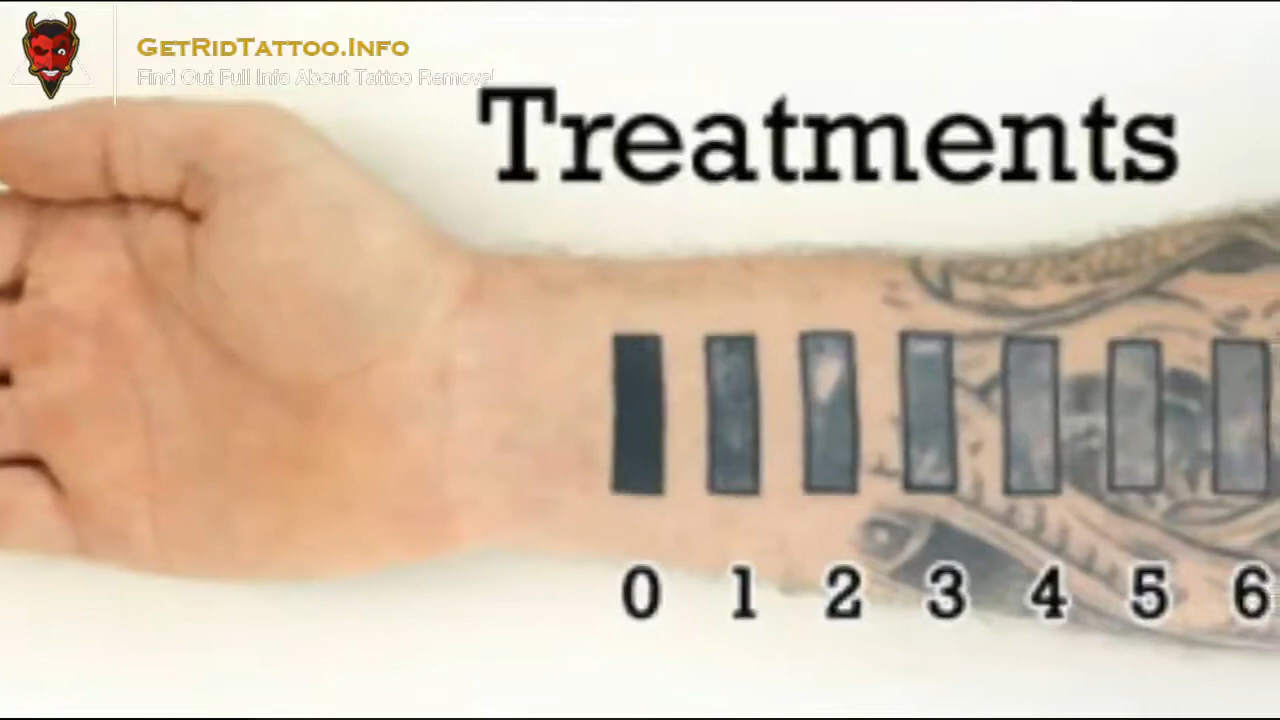 GetRidTattoo.Info
Find Out Full Info About Tattoo Removal
Treatments
0 1 2 3 4 5 6